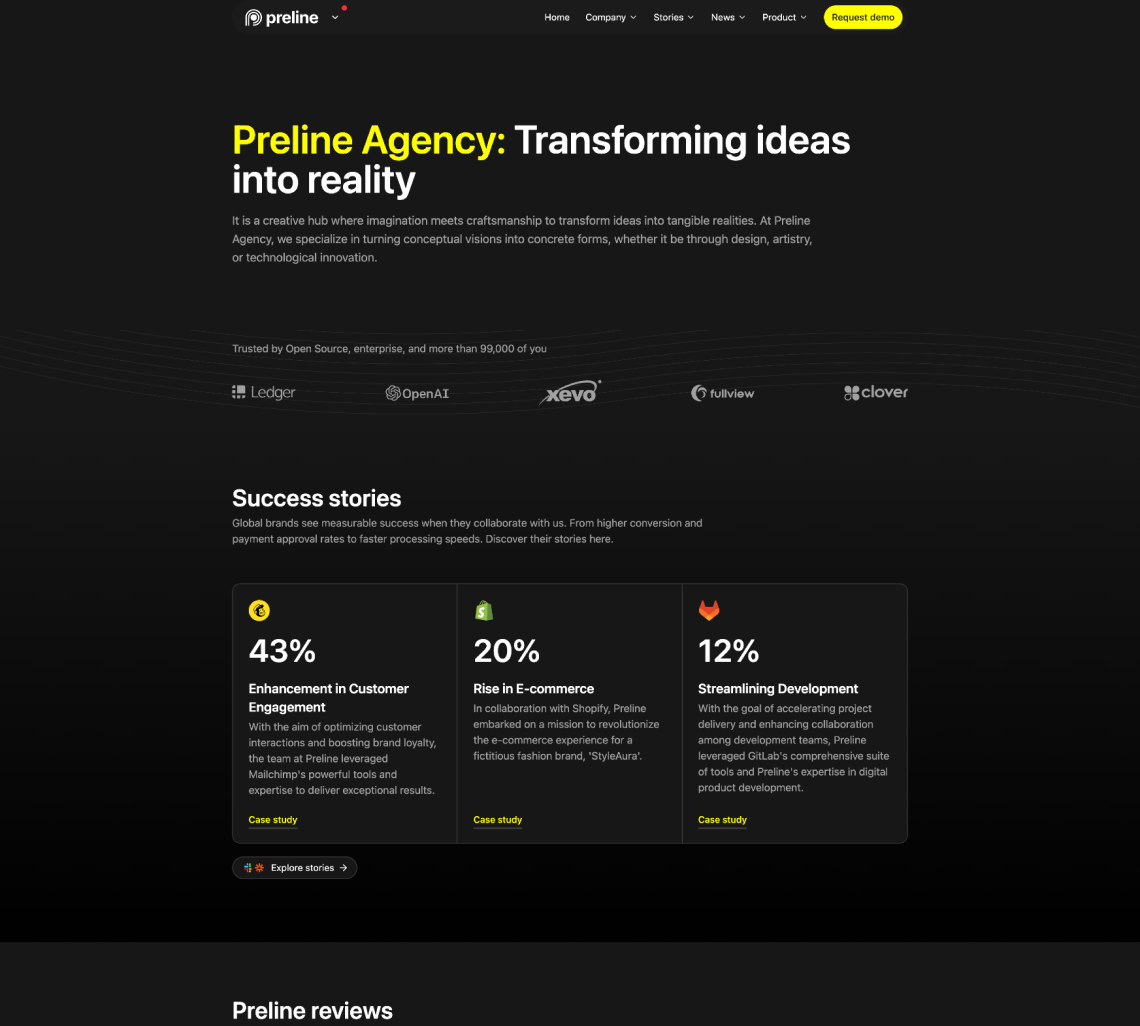 preline
Home Company Stories News Product Request demo
Preline Agency: Transforming ideas
into reality
It is a creative hub where imagination meets craftsmanship to transform ideas into tangible realities. At Preline
Agency, we specialize in turning conceptual visions into concrete forms, whether it be through design, artistry,
or technological innovation.
Trusted by Open Source, enterprise, and more than 99,000 of you
Ledger OpenAI xevo fullview clover
Success stories
Global brands see measurable success when they collaborate with us. From higher conversion and
payment approval rates to faster processing speeds. Discover their stories here.
43%
Enhancement in Customer
Engagement
With the aim of optimizing customer
interactions and boosting brand loyalty,
the team at Preline leveraged
Mailchimp's powerful tools and
expertise to deliver exceptional results.
Case study
20%
Rise in E-commerce
In collaboration with Shopify, Preline
embarked on a mission to revolutionize
the e-commerce experience for a
fictitious fashion brand, 'StyleAura'.
Case study
12%
Streamlining Development
With the goal of accelerating project
delivery and enhancing collaboration
among development teams, Preline
leveraged GitLab's comprehensive suite
of tools and Preline's expertise in digital
product development.
Case study
Explore stories
Preline reviews